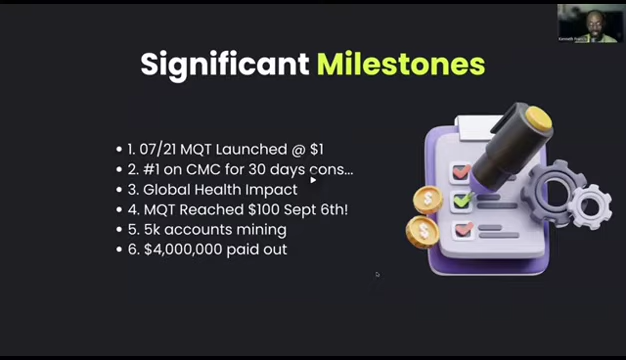 Significant Milestones
• 1. 07/21 MQT Launched @ $1
• 2. #1 on CMC for 30 days cons...
• 3. Global Health Impact
• 4. MQT Reached $100 Sept 6th!
• 5. 5k accounts mining
• 6. $4,000,000 paid out
Kenneth